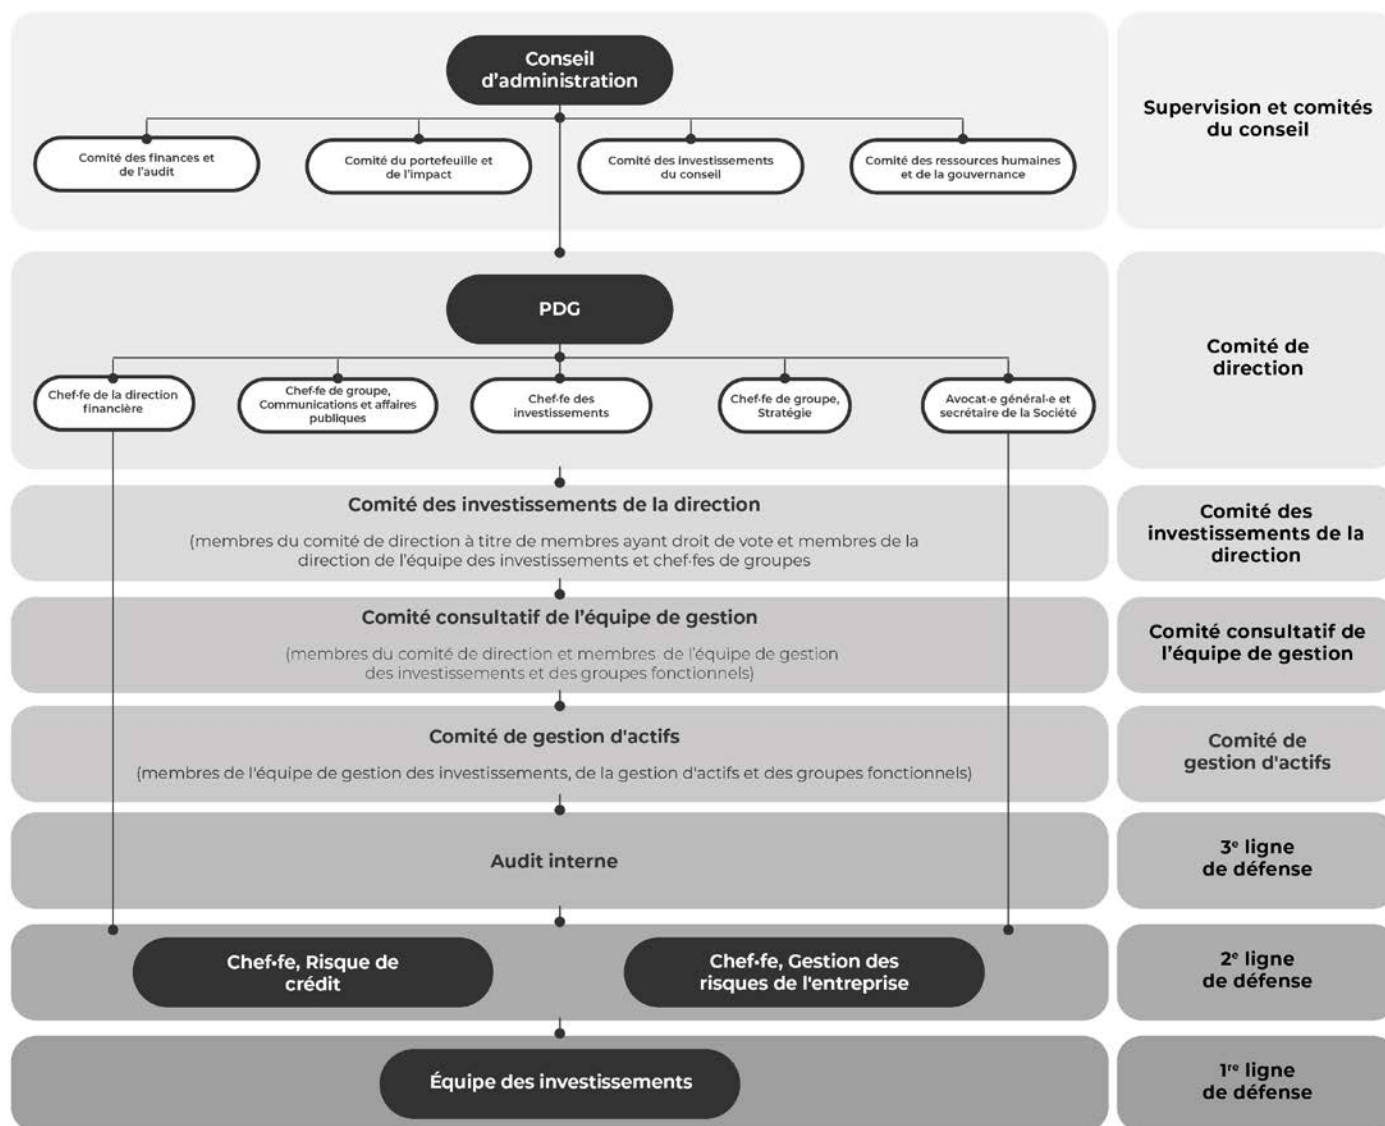 Conseil
d'administration
Supervision et comités
du conseil
Comité des finances et
de l'audit
Comité du portefeuille et
de l'impact
Comité des investissements
du conseil
Comité des ressources humaines
et de la gouvernance
PDG
Comité de
direction
Chef·fe de la direction
financière
Chef·fe de groupe,
Communications et affaires
publiques
Chef·fe des
investissements
Chef·fe de groupe,
Stratégie
Avocat·e général·e et
secrétaire de la Société
Comité des investissements de la direction
(membres du comité de direction à titre de membres ayant droit de vote et membres de la
direction de l'équipe des investissements et chef·fes de groupes
Comité des
investissements de la
direction
Comité consultatif de l'équipe de gestion
(membres du comité de direction et membres de l'équipe de gestion
des investissements et des groupes fonctionnels)
Comité consultatif de
l'équipe de gestion
Comité de gestion d'actifs
(membres de l'équipe de gestion des investissements, de la gestion d'actifs et des groupes fonctionnels)
Comité de
gestion d'actifs
Audit interne
3e ligne
de défense
Chef·fe, Risque de
crédit
Chef·fe, Gestion des
risques de l'entreprise
2e ligne
de défense
Équipe des investissements
1re ligne
de défense